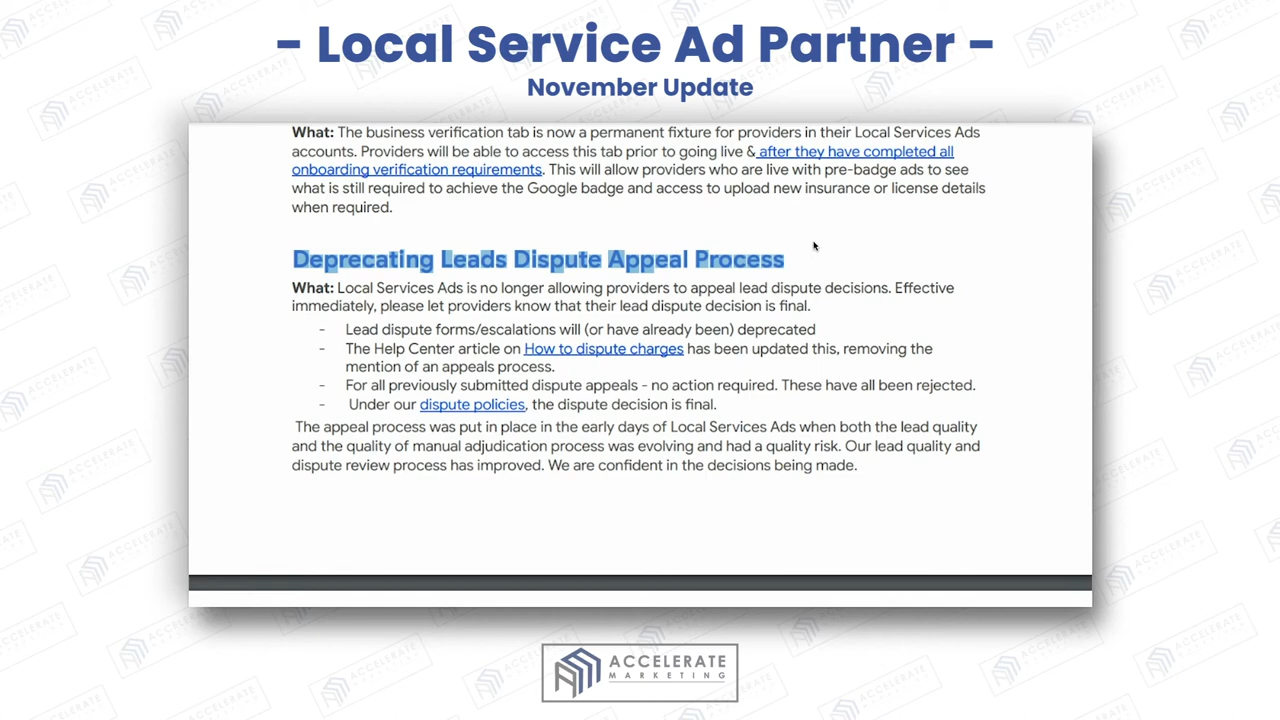 - Local Service Ad Partner -
November Update
What: The business verification tab is now a permanent fixture for providers in their Local Services Ads
accounts. Providers will be able to access this tab prior to going live & after they have completed all
onboarding verification requirements. This will allow providers who are live with pre-badge ads to see
what is still required to achieve the Google badge and access to upload new insurance or license details
when required.
Deprecating Leads Dispute Appeal Process
What: Local Services Ads is no longer allowing providers to appeal lead dispute decisions. Effective
immediately, please let providers know that their lead dispute decision is final.
- Lead dispute forms/escalations will (or have already been) deprecated
- The Help Center article on How to dispute charges has been updated this, removing the
mention of an appeals process.
- For all previously submitted dispute appeals - no action required. These have all been rejected.
- Under our dispute policies, the dispute decision is final.
The appeal process was put in place in the early days of Local Services Ads when both the lead quality
and the quality of manual adjudication process was evolving and had a quality risk. Our lead quality and
dispute review process has improved. We are confident in the decisions being made.
ACCELERATE
MARKETING